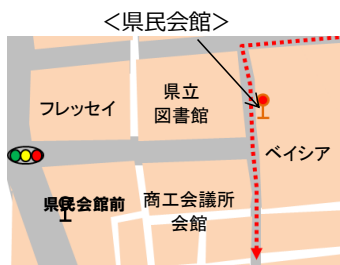 ＜県民会館＞
県立
図書館
フレッセイ
ベイシア
県民会館前
商工会議所
会館